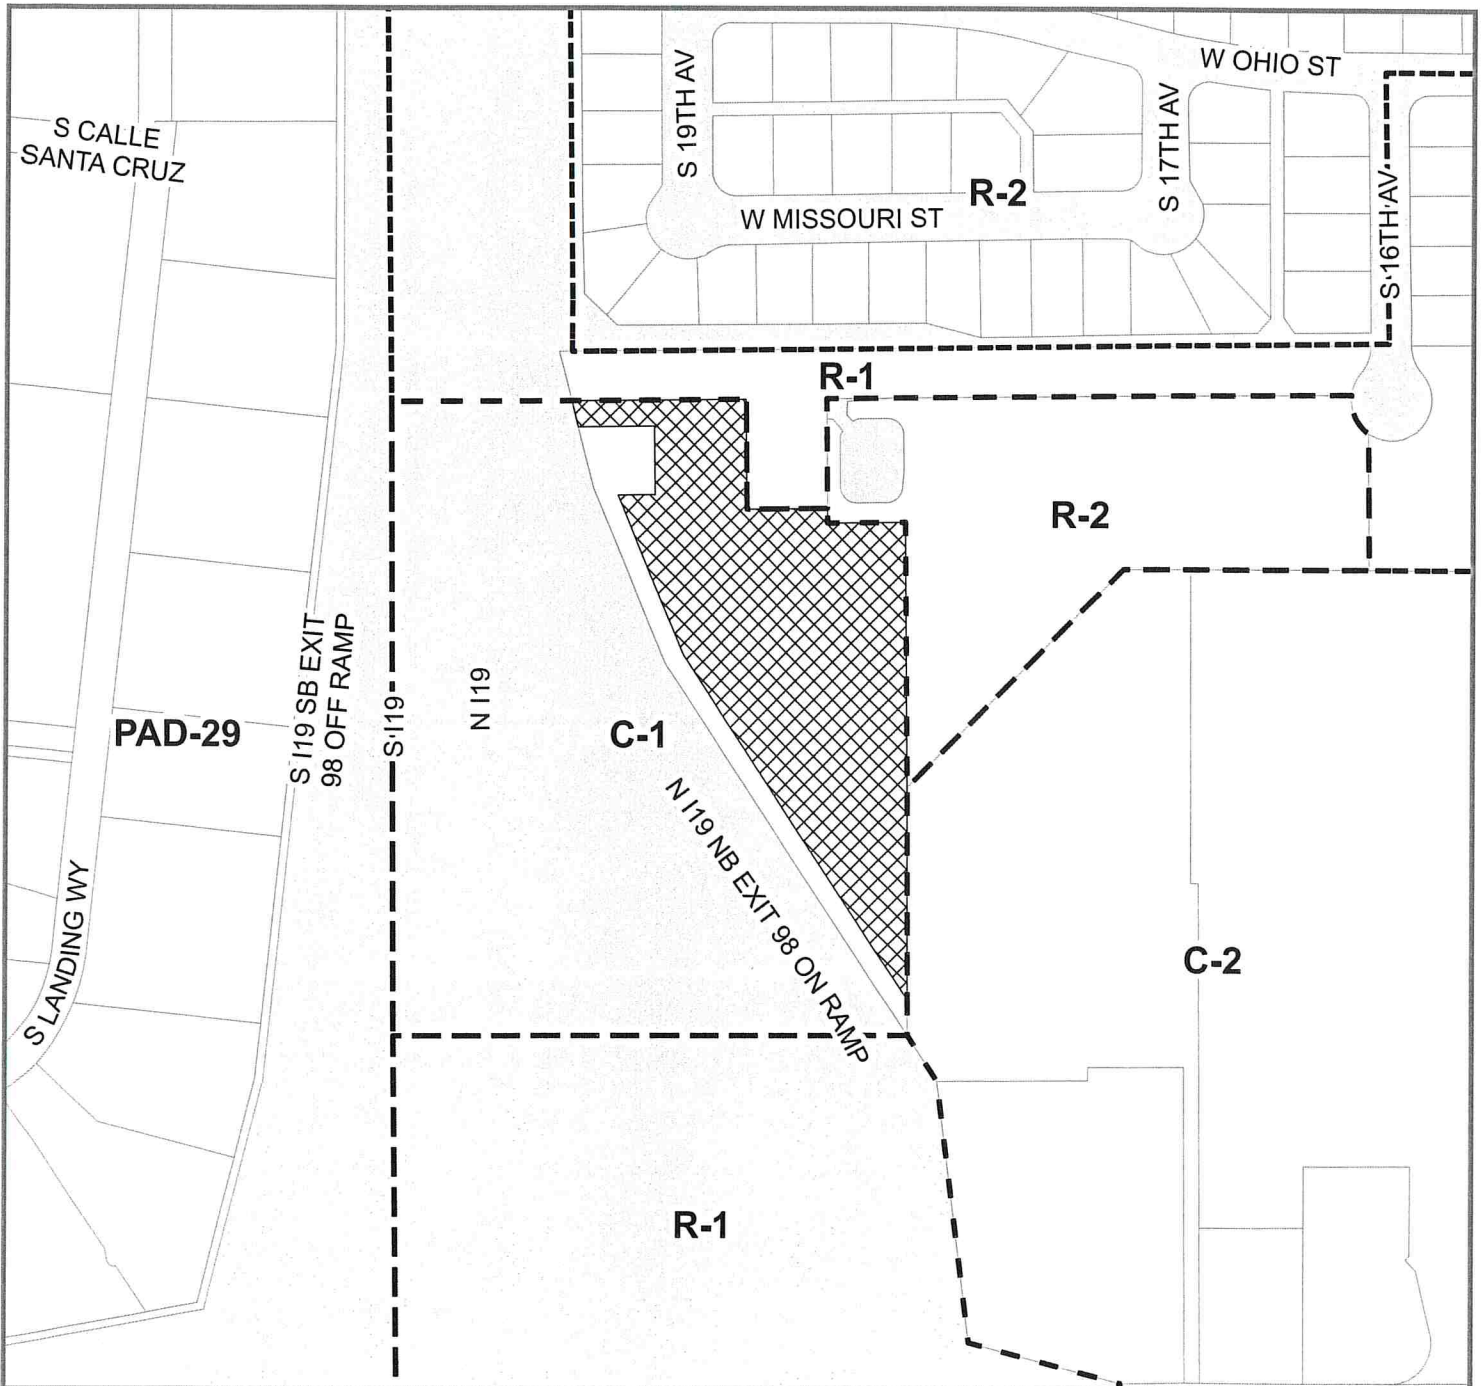 W OHIO ST
S 19TH AV
S 17TH AV
S CALLE
SANTA CRUZ
R-2
W MISSOURI ST
S 16TH AV
R-1
R-2
S I19 SB EXIT
98 OFF RAMP
S I19
N I19
PAD-29
C-1
N I19 NB EXIT 98 ON RAMP
S LANDING WY
C-2
R-1